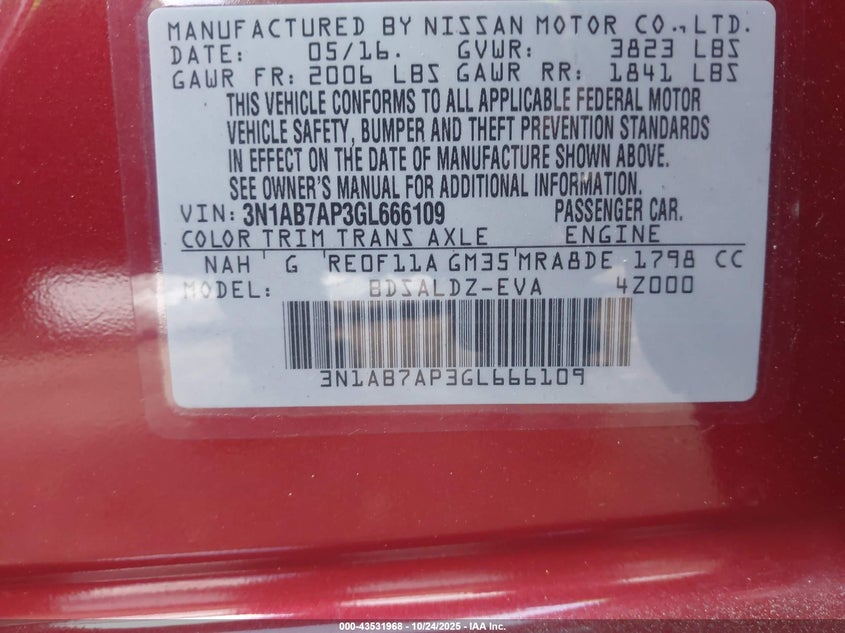 MANUFACTURED BY NISSAN MOTOR CO.,LTD.
DATE: 05/16. GVWR: 3823 LBS
GAWR FR: 2006 LBS GAWR RR: 1841 LBS
THIS VEHICLE CONFORMS TO ALL APPLICABLE FEDERAL MOTOR
VEHICLE SAFETY, BUMPER AND THEFT PREVENTION STANDARDS
IN EFFECT ON THE DATE OF MANUFACTURE SHOWN ABOVE.
SEE OWNER'S MANUAL FOR ADDITIONAL INFORMATION.
VIN: 3N1AB7AP3GL666109 PASSENGER CAR.
COLOR TRIM TRANS AXLE ENGINE
NAH G RE0F11A GM35 MRA8DE 1798 CC
MODEL: BDSALDZ-EVA 4Z000
3N1AB7AP3GL666109
000-43531968 - 10/24/2025 - IAA Inc.